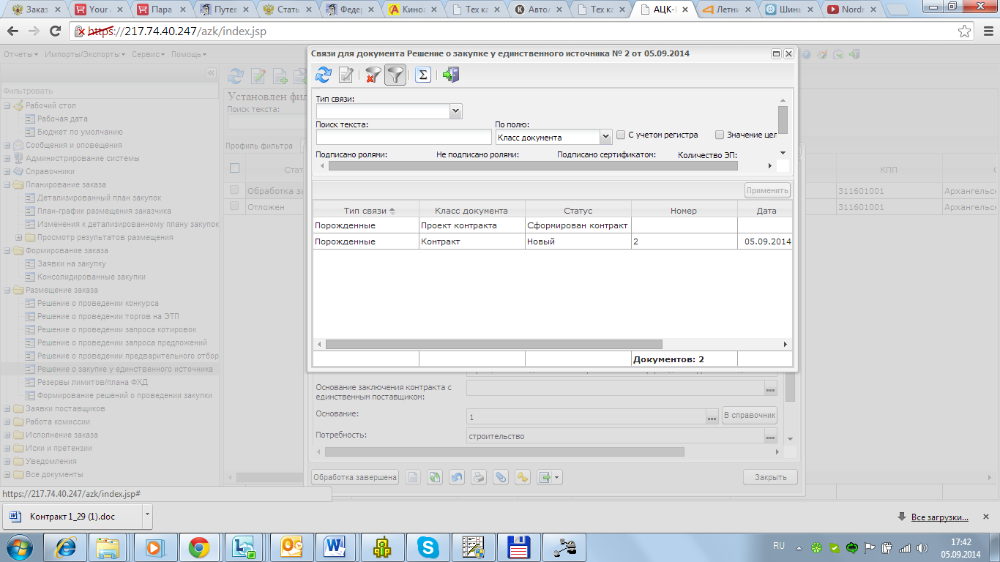 Заказ
Your A
Пара
Путев
Стать
Федер
Киноа
Тех ка
Автол
Тех ка
АЦК-
Летни
Шинь
Nordr
https://217.74.40.247/azk/index.jsp
Отчеты Импорты/Экспорты Сервис Помощь
Фильтровать
Рабочий стол
Рабочая дата
Бюджет по умолчанию
Сообщения и оповещения
Администрирование системы
Справочники
Планирование заказа
Детализированный план закупок
План-график размещения заказчика
Изменения к детализированному плану закупок
Просмотр результатов размещения
Формирование заказа
Заявки на закупку
Консолидированные закупки
Размещение заказа
Решение о проведении конкурса
Решение о проведении торгов на ЭТП
Решение о проведении запроса котировок
Решение о проведении запроса предложений
Решение о проведении предварительного отбор
Решение о закупке у единственного источника
Резервы лимитов/плана ФХД
Формирование решений о проведении закупки
Заявки поставщиков
Работа комиссии
Исполнение заказа
Иски и претензии
Уведомления
Все документы
Установлен фил
Поиск текста:
Профиль фильтра
Стат
КПП
Обработка за
311601001
Архангельск
Отложен
311601001
Архангельск
Связи для документа Решение о закупке у единственного источника № 2 от 05.09.2014
Тип связи:
Поиск текста:
По полю:
Класс документа
С учетом регистра
Значение цел
Подписано ролями:
Не подписано ролями:
Подписано сертификатом:
Количество ЭП:
Применить
Тип связи Класс документа Статус Номер Дата
Порожденные Проект контракта Сформирован контракт
Порожденные Контракт Новый 2 05.09.2014
Документов: 2
Основание заключения контракта с
единственным поставщиком:
Основание:
1
В справочник
Потребность:
строительство
Обработка завершена
Закрыть
https://217.74.40.247/azk/index.jsp#
Контракт 1_29 (1).doc
Все загрузки...
RU
17:42
05.09.2014